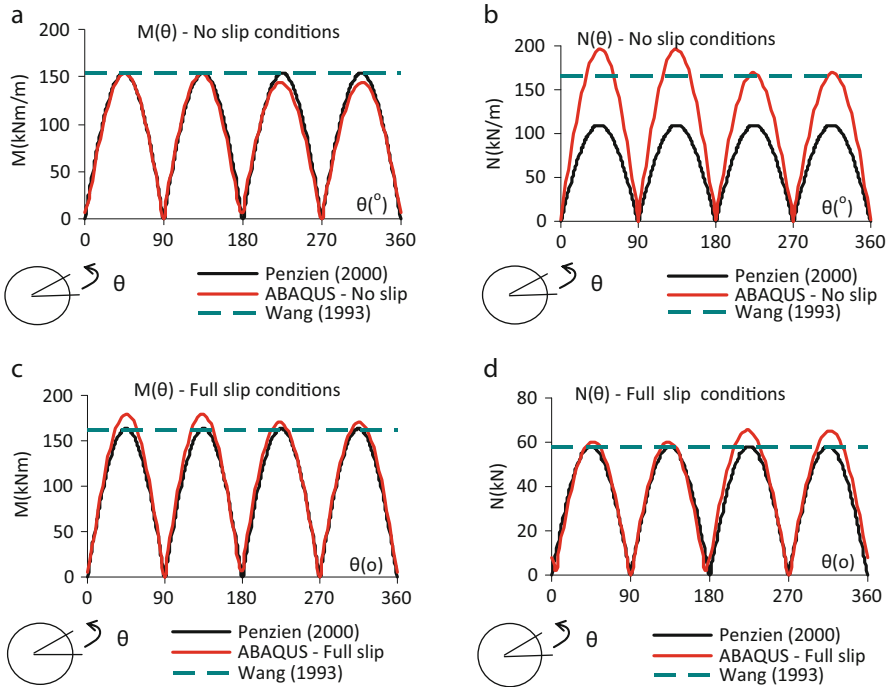 a
M(θ) - No slip conditions
M(kNm/m)
200
150
100
50
0
0 90 180 270 360
θ(°)
θ
Penzien (2000)
ABAQUS - No slip
Wang (1993)
b
N(θ) - No slip conditions
N(kN/m)
200
150
100
50
0
0 90 180 270 360
θ(°)
θ
Penzien (2000)
ABAQUS - No slip
Wang (1993)
c
M(θ) - Full slip conditions
M(kNm)
200
150
100
50
0
0 90 180 270 360
θ(o)
θ
Penzien (2000)
ABAQUS - Full slip
Wang (1993)
d
N(θ) - Full slip conditions
N(kN)
80
60
40
20
0
0 90 180 270 360
θ(o)
θ
Penzien (2000)
ABAQUS - Full slip
Wang (1993)